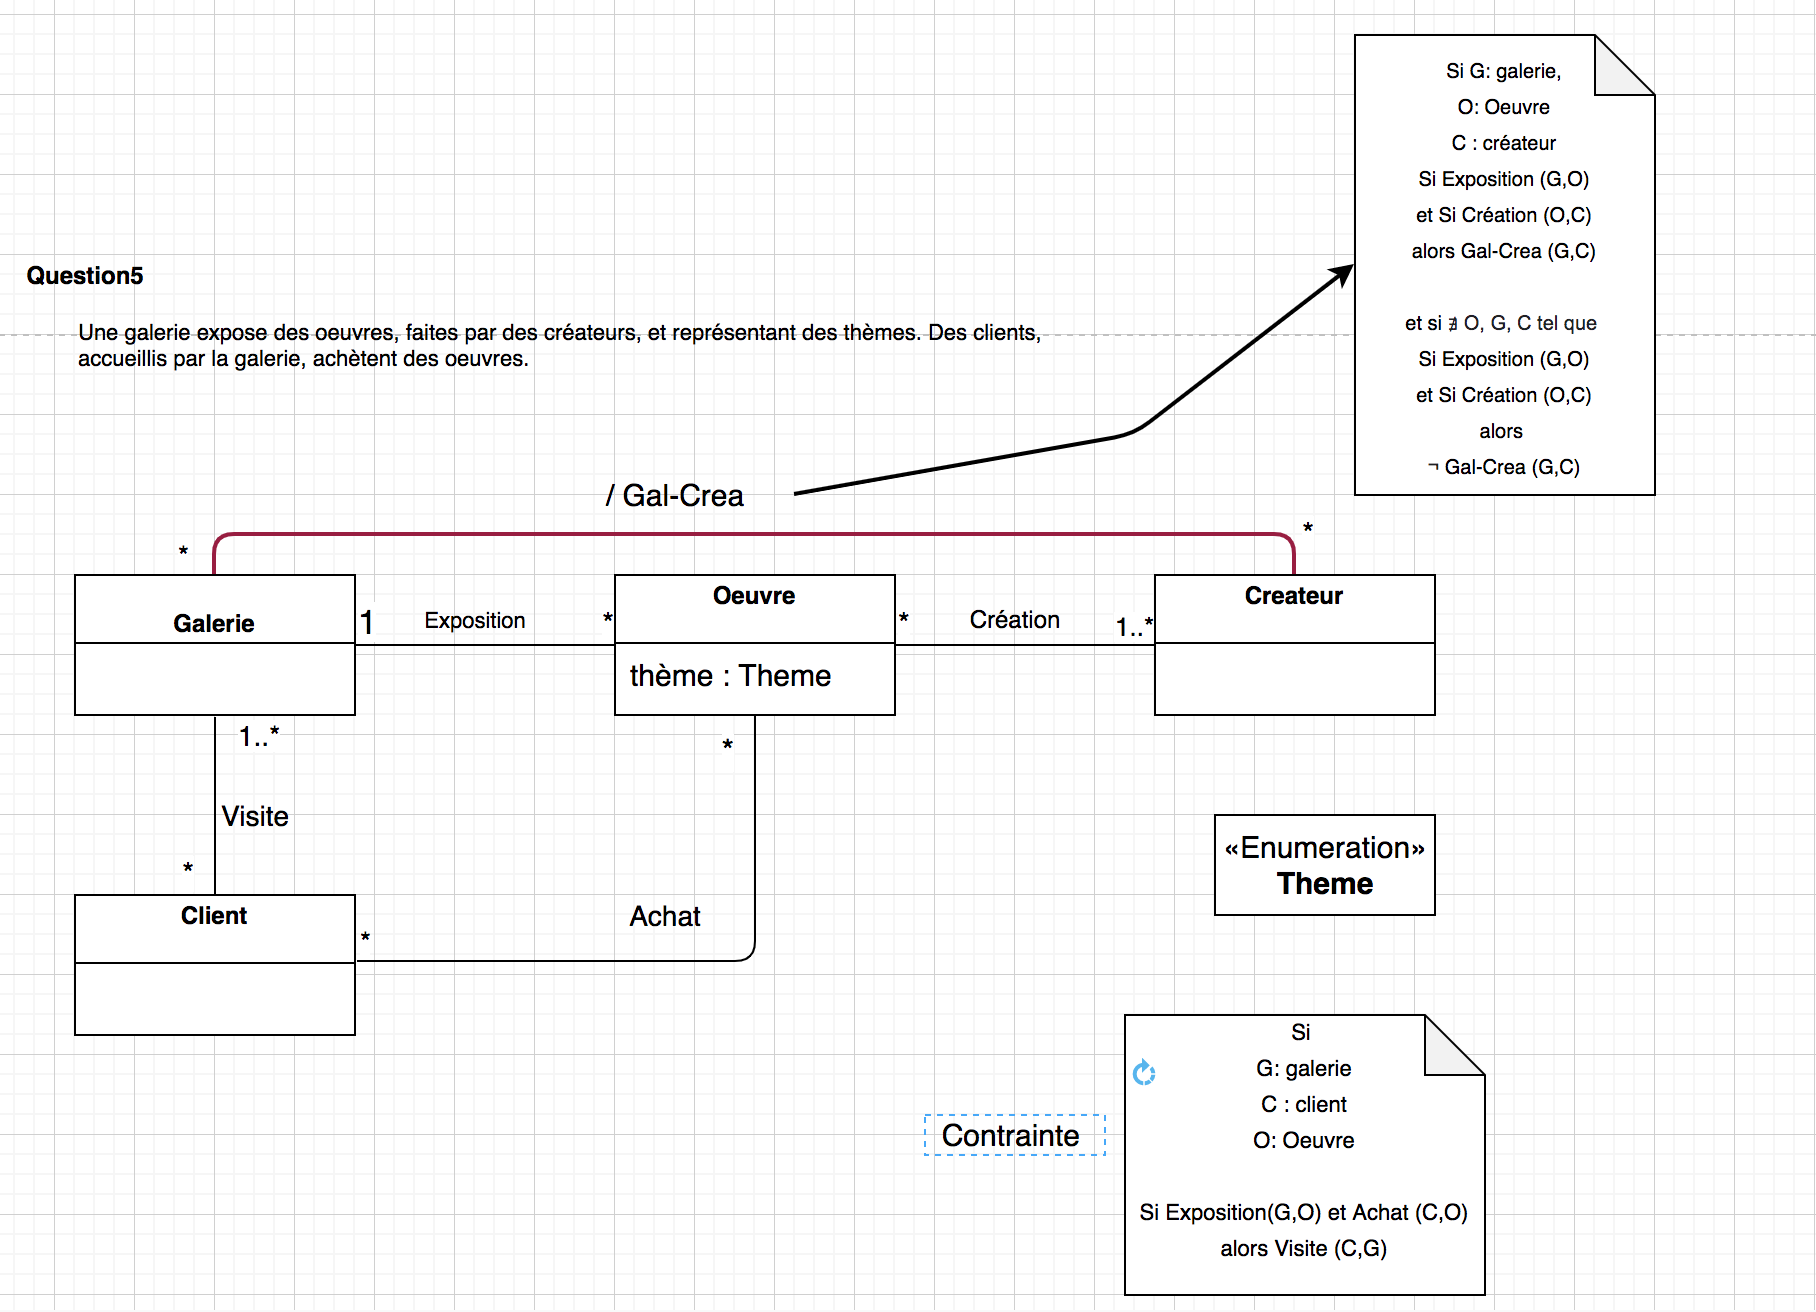 Question5
Une galerie expose des oeuvres, faites par des créateurs, et représentant des thèmes. Des clients,
accueillis par la galerie, achètent des oeuvres.
Si G: galerie,
O: Oeuvre
C : créateur
Si Exposition (G,O)
et Si Création (O,C)
alors Gal-Crea (G,C)
et si ∄ O, G, C tel que
Si Exposition (G,O)
et Si Création (O,C)
alors
¬ Gal-Crea (G,C)
/ Gal-Crea
*
*
Galerie
1
Exposition
*
Oeuvre
thème : Theme
*
Création
1..*
Createur
1..*
Visite
*
Client
*
Achat
*
«Enumeration»
Theme
Contrainte
Si
G: galerie
C : client
O: Oeuvre
Si Exposition(G,O) et Achat (C,O)
alors Visite (C,G)